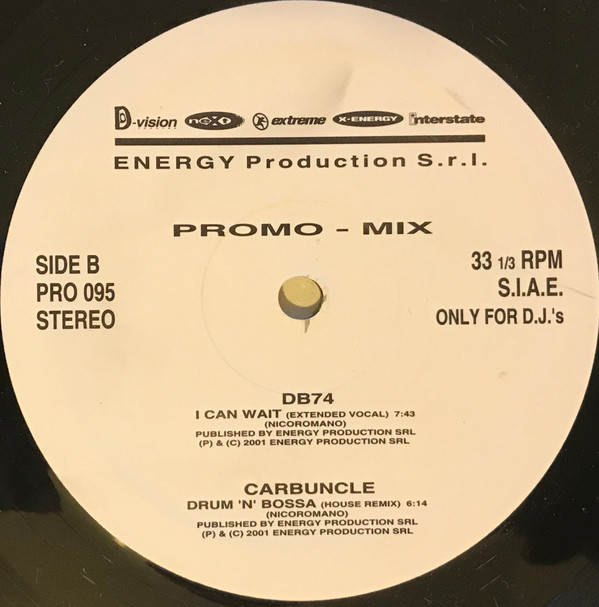 D-vision next extreme X-ENERGY interstate
ENERGY Production S.r.l.
PROMO - MIX
SIDE B
PRO 095
STEREO
33 1/3 RPM
S.I.A.E.
ONLY FOR D.J.'s
DB74
I CAN WAIT (EXTENDED VOCAL) 7:43
(NICOROMANO)
PUBLISHED BY ENERGY PRODUCTION SRL
(P) & (C) 2001 ENERGY PRODUCTION SRL
CARBUNCLE
DRUM 'N' BOSSA (HOUSE REMIX) 6:14
(NICOROMANO)
PUBLISHED BY ENERGY PRODUCTION SRL
(P) & (C) 2001 ENERGY PRODUCTION SRL